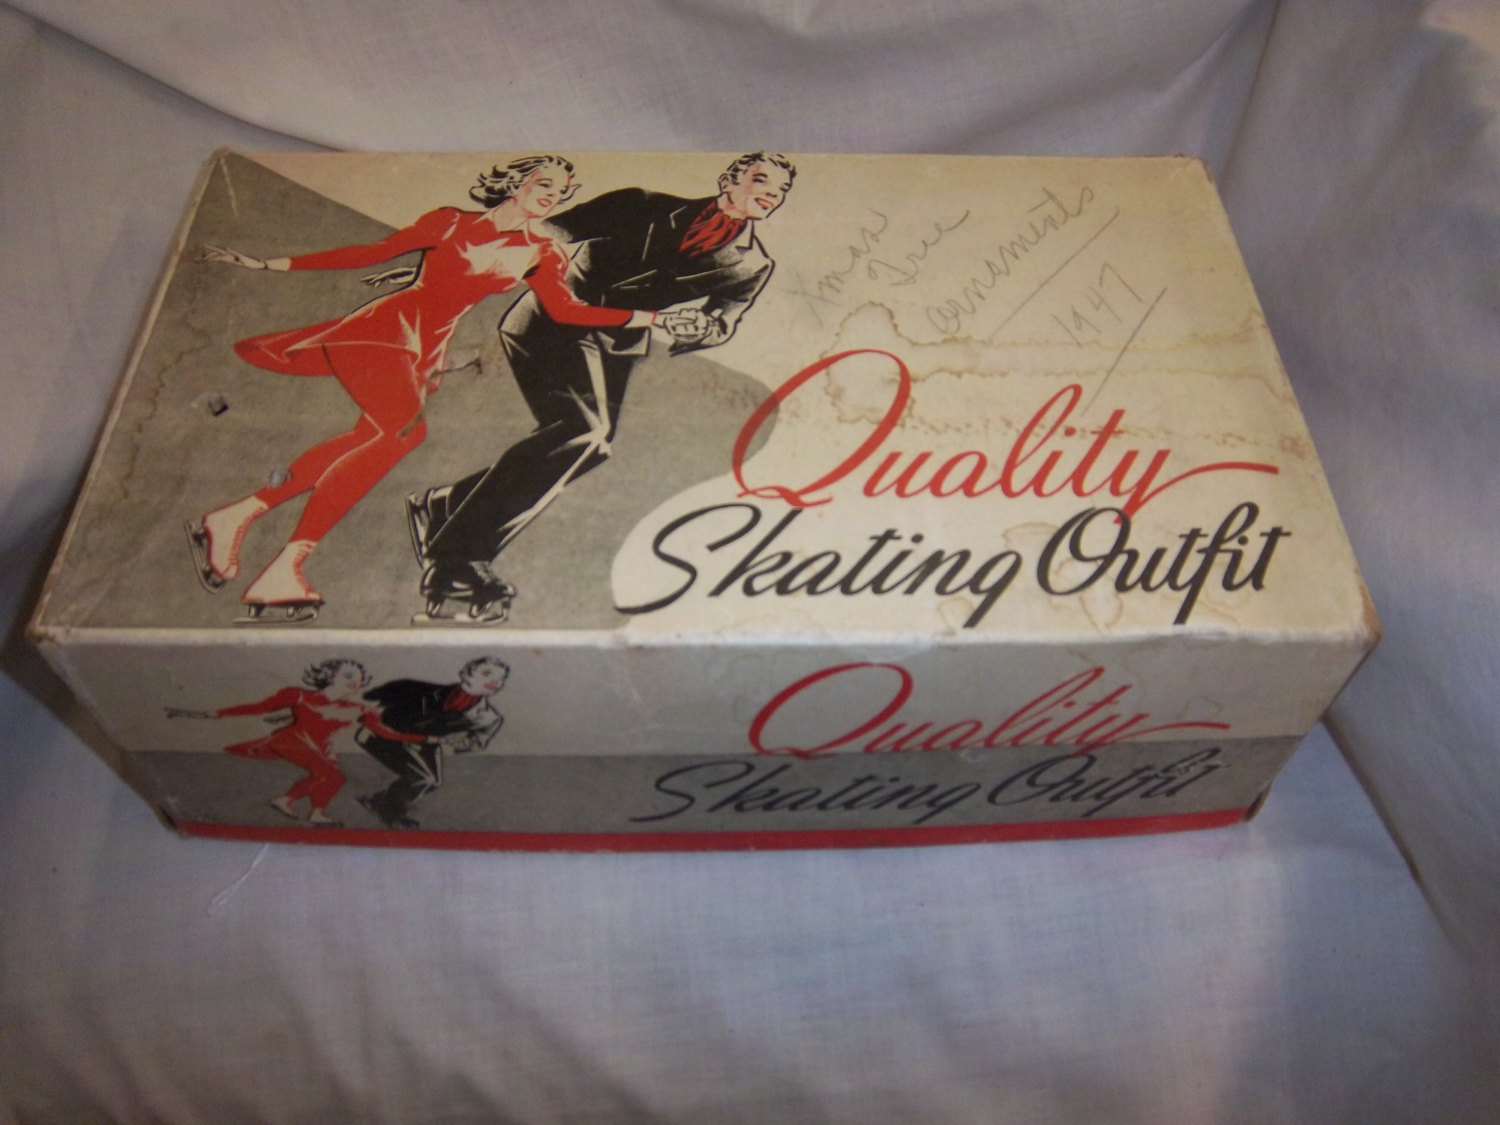 Xmas
Tree
ornaments
1947
Quality
Skating Outfit
Quality
Skating Outfit